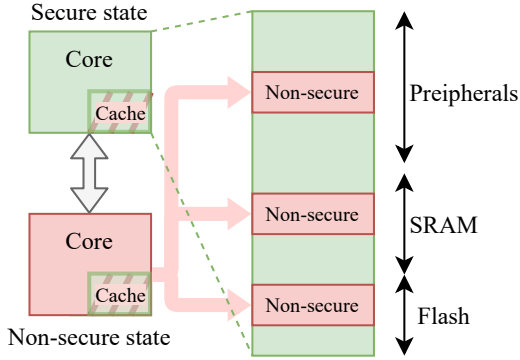 Secure state
Core
Cache
Non-secure
Preipherals
Non-secure
SRAM
Core
Cache
Non-secure
Flash
Non-secure state